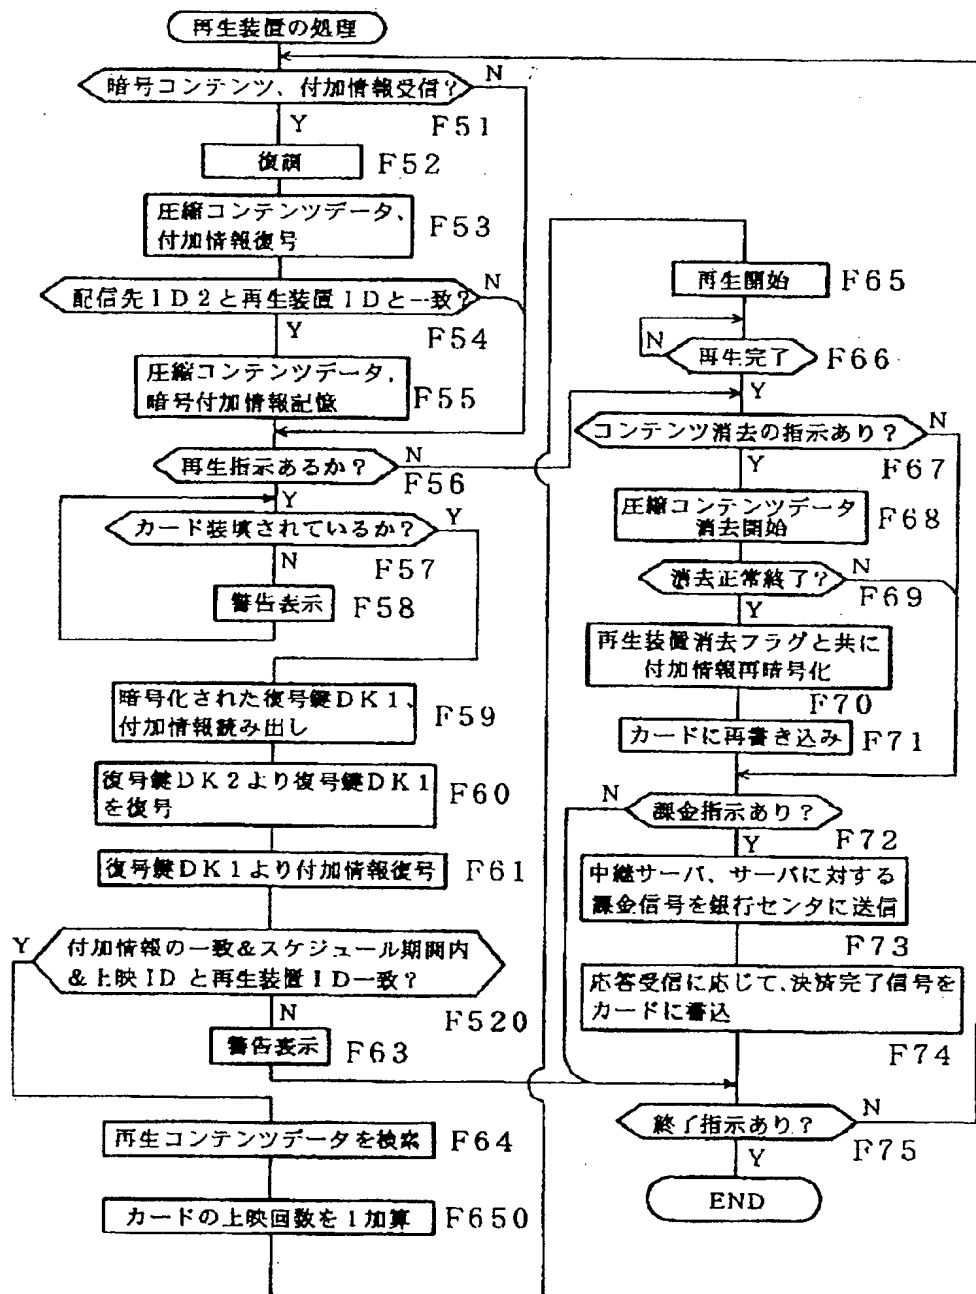 再生装置の処理
暗号コンテンツ、付加情報受信?
N
Y
F51
復調
F52
圧縮コンテンツデータ、
付加情報復号
F53
配信先ID2と再生装置IDと一致?
N
Y
F54
圧縮コンテンツデータ、
暗号付加情報記憶
F55
再生指示あるか?
N
Y
F56
カード装填されているか?
Y
N
F57
警告表示
F58
暗号化された復号鍵DK1、
付加情報読み出し
F59
復号鍵DK2より復号鍵DK1
を復号
F60
復号鍵DK1より付加情報復号
F61
Y
付加情報の一致&スケジュール期間内
&上映IDと再生装置ID一致?
N
F520
警告表示
F63
再生コンテンツデータを検索
F64
カードの上映回数を1加算
F650
再生開始
F65
N
再生完了
F66
Y
コンテンツ消去の指示あり?
N
Y
F67
圧縮コンテンツデータ
消去開始
F68
消去正常終了?
N
Y
F69
再生装置消去フラグと共に
付加情報再暗号化
F70
カードに再書き込み
F71
N
課金指示あり?
Y
F72
中継サーバ、サーバに対する
課金信号を銀行センタに送信
F73
応答受信に応じて、決済完了信号を
カードに書込
F74
終了指示あり?
N
Y
F75
END